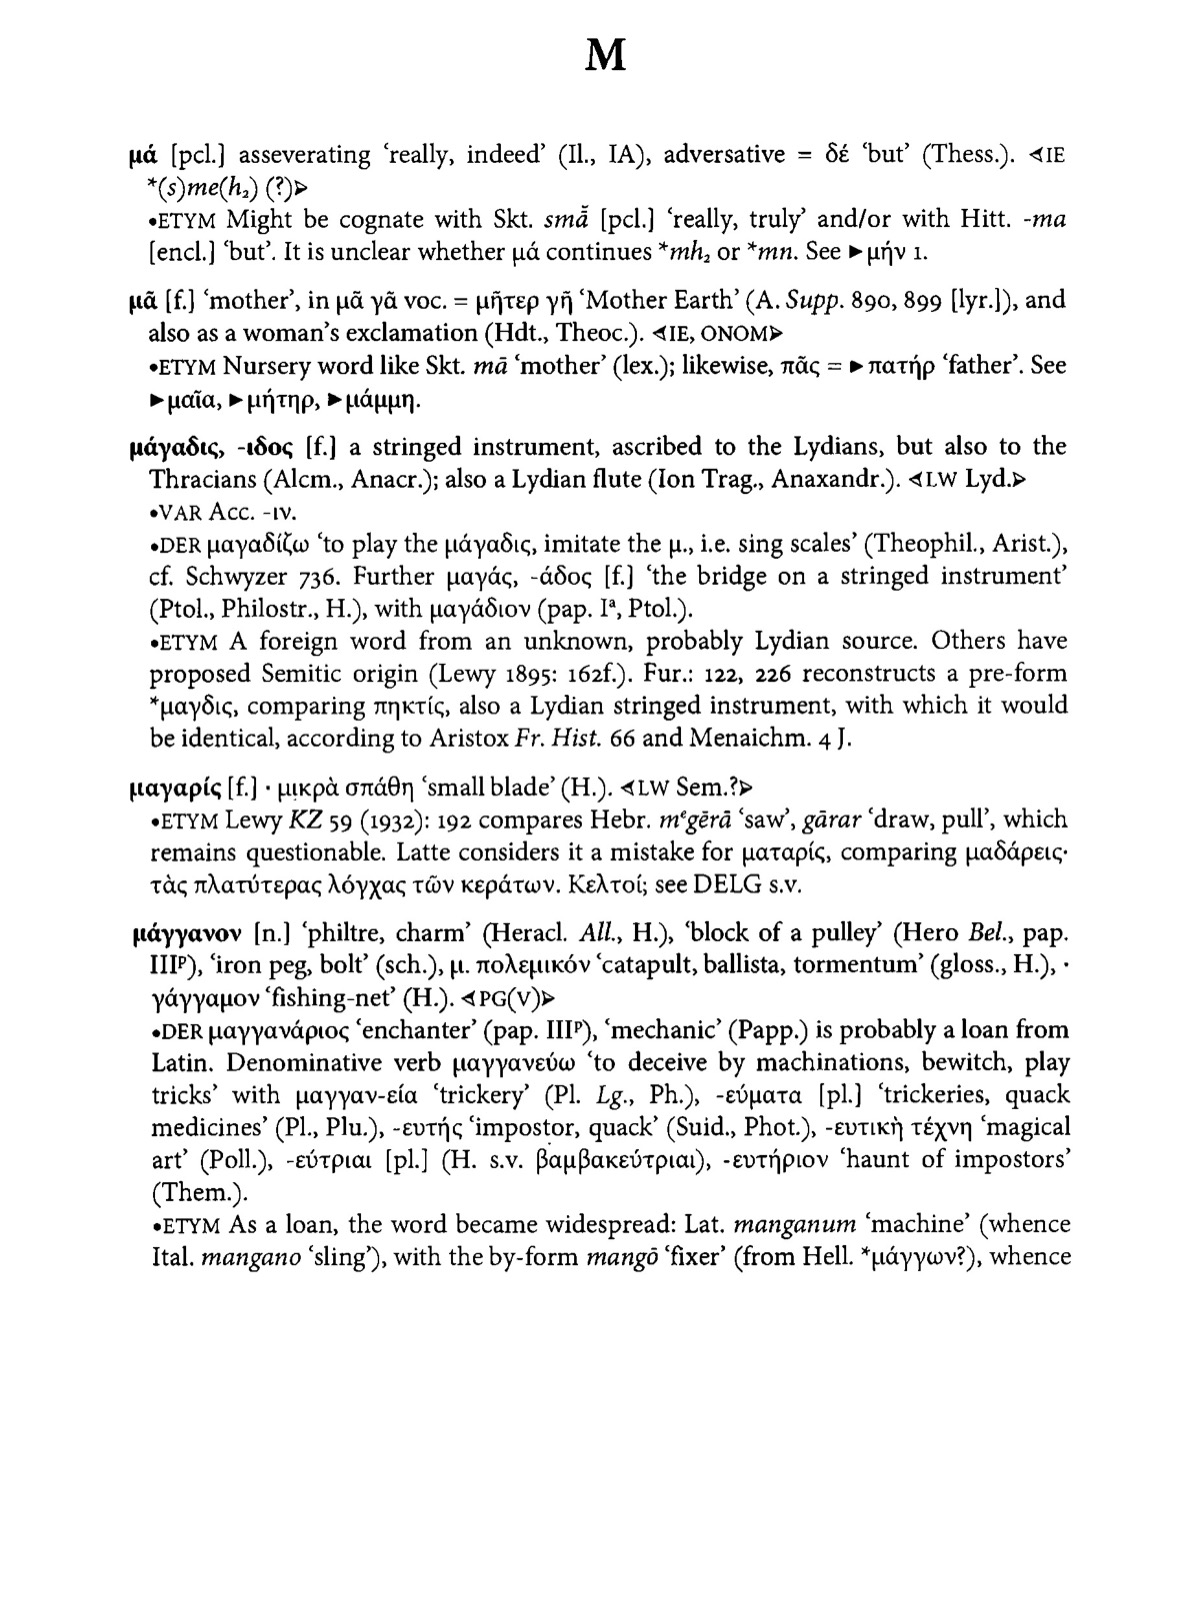 M
μά [pcl.] asseverating ‘really, indeed’ (Il., IA), adversative = δέ ‘but’ (Thess.). ⋖IE
*(s)me(h₂) (?)⋗
•ETYM Might be cognate with Skt. smā̆ [pcl.] ‘really, truly’ and/or with Hitt. -ma
[encl.] ‘but’. It is unclear whether μά continues *mh₂ or *mn. See ►μήν 1.
μᾶ [f.] ‘mother’, in μᾶ γᾶ voc. = μῆτερ γῆ ‘Mother Earth’ (A. Supp. 890, 899 [lyr.]), and
also as a woman’s exclamation (Hdt., Theoc.). ⋖IE, ONOM⋗
•ETYM Nursery word like Skt. mā ‘mother’ (lex.); likewise, πᾶς = ►πατήρ ‘father’. See
►μαῖα, ►μήτηρ, ►μάμμη.
μάγαδις, -ιδος [f.] a stringed instrument, ascribed to the Lydians, but also to the
Thracians (Alcm., Anacr.); also a Lydian flute (Ion Trag., Anaxandr.). ⋖LW Lyd.⋗
•VAR Acc. -ιν.
•DER μαγαδίζω ‘to play the μάγαδις, imitate the μ., i.e. sing scales’ (Theophil., Arist.),
cf. Schwyzer 736. Further μαγάς, -άδος [f.] ‘the bridge on a stringed instrument’
(Ptol., Philostr., H.), with μαγάδιον (pap. Iᵃ, Ptol.).
•ETYM A foreign word from an unknown, probably Lydian source. Others have
proposed Semitic origin (Lewy 1895: 162f.). Fur.: 122, 226 reconstructs a pre-form
*μαγδις, comparing πηκτίς, also a Lydian stringed instrument, with which it would
be identical, according to Aristox Fr. Hist. 66 and Menaichm. 4 J.
μαγαρίς [f.] · μικρὰ σπάθη ‘small blade’ (H.). ⋖LW Sem.?⋗
•ETYM Lewy KZ 59 (1932): 192 compares Hebr. mᵉgērā ‘saw’, gārar ‘draw, pull’, which
remains questionable. Latte considers it a mistake for ματαρίς, comparing μαδάρεις·
τὰς πλατύτερας λόγχας τῶν κεράτων. Κελτοί; see DELG s.v.
μάγγανον [n.] ‘philtre, charm’ (Heracl. All., H.), ‘block of a pulley’ (Hero Bel., pap.
IIIᵖ), ‘iron peg, bolt’ (sch.), μ. πολεμικόν ‘catapult, ballista, tormentum’ (gloss., H.), ·
γάγγαμον ‘fishing-net’ (H.). ⋖PG(V)⋗
•DER μαγγανάριος ‘enchanter’ (pap. IIIᵖ), ‘mechanic’ (Papp.) is probably a loan from
Latin. Denominative verb μαγγανεύω ‘to deceive by machinations, bewitch, play
tricks’ with μαγγαν-εία ‘trickery’ (Pl. Lg., Ph.), -εύματα [pl.] ‘trickeries, quack
medicines’ (Pl., Plu.), -ευτής ‘impostor, quack’ (Suid., Phot.), -ευτικὴ τέχνη ‘magical
art’ (Poll.), -εύτριαι [pl.] (H. s.v. βαμβακεύτριαι), -ευτήριον ‘haunt of impostors’
(Them.).
•ETYM As a loan, the word became widespread: Lat. manganum ‘machine’ (whence
Ital. mangano ‘sling’), with the by-form mangō ‘fixer’ (from Hell. *μάγγων?), whence